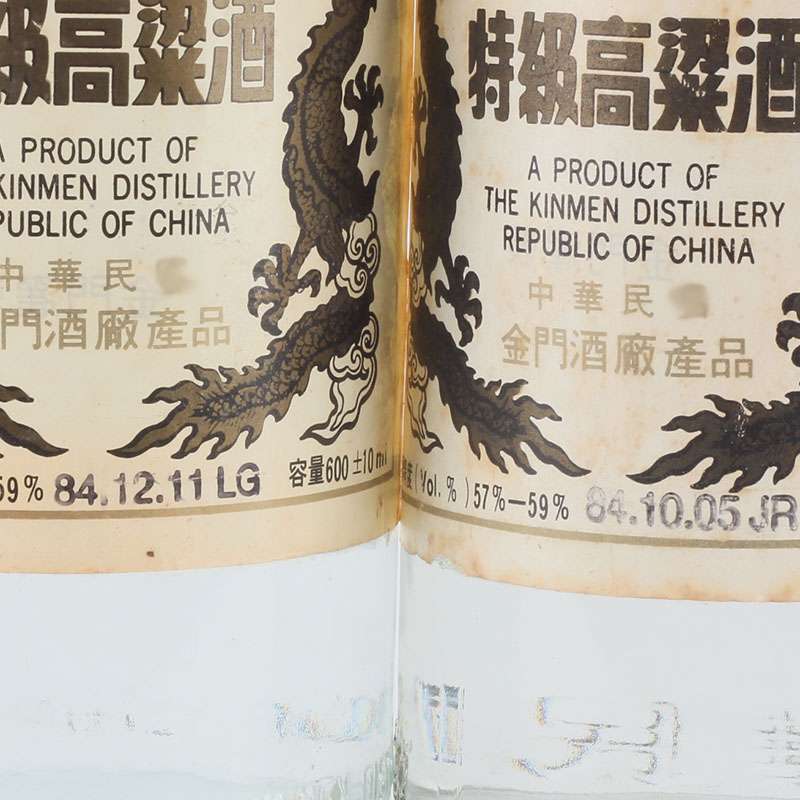 級高粱酒
A PRODUCT OF
KINMEN DISTILLERY
PUBLIC OF CHINA
中華民
門酒廠產品
59% 84.12.11 LG
容量600±10ml
特級高粱酒
A PRODUCT OF
THE KINMEN DISTILLERY
REPUBLIC OF CHINA
中華民
金門酒廠產品
度(Vol.%)57%—59% 84.10.05 JR